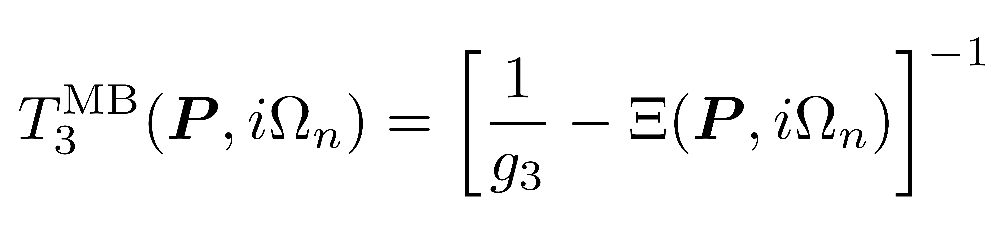 T_3^{\mathrm{MB}}(\boldsymbol{P}, i\Omega_n) = \left[ \frac{1}{g_3} - \Xi(\boldsymbol{P}, i\Omega_n) \right]^{-1}